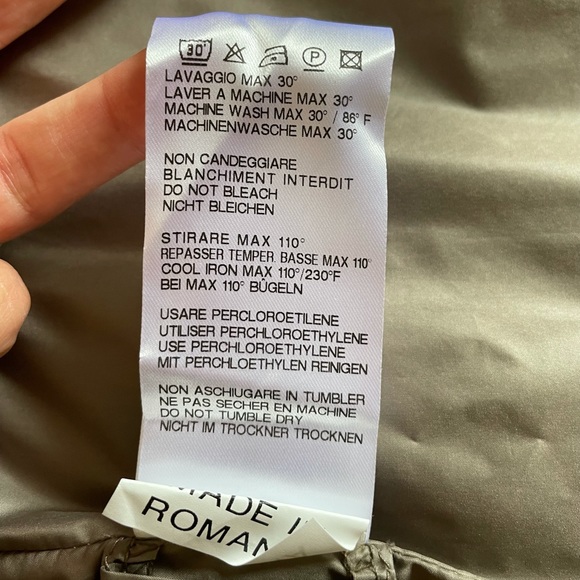 30°
P
LAVAGGIO MAX 30°
LAVER A MACHINE MAX 30°
MACHINE WASH MAX 30° / 86° F
MACHINENWASCHE MAX 30°
NON CANDEGGIARE
BLANCHIMENT INTERDIT
DO NOT BLEACH
NICHT BLEICHEN
STIRARE MAX 110°
REPASSER TEMPER BASSE MAX 110°
COOL IRON MAX 110°/230°F
BEI MAX 110° BÜGELN
USARE PERCLOROETILENE
UTILISER PERCHLOROETHYLENE
USE PERCHLOROETHYLENE
MIT PERCHLOETHYLEN REINIGEN
NON ASCHIUGARE IN TUMBLER
NE PAS SECHER EN MACHINE
DO NOT TUMBLE DRY
NICHT IM TROCKNER TROCKNEN
MADE I
ROMAN